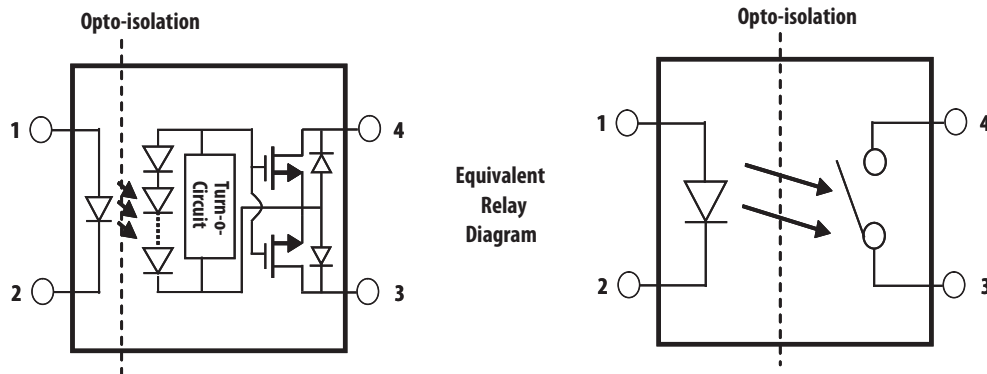 Opto-isolation
1
2
Turn-o-
Circuit
4
3
Equivalent
Relay
Diagram
Opto-isolation
1
2
4
3